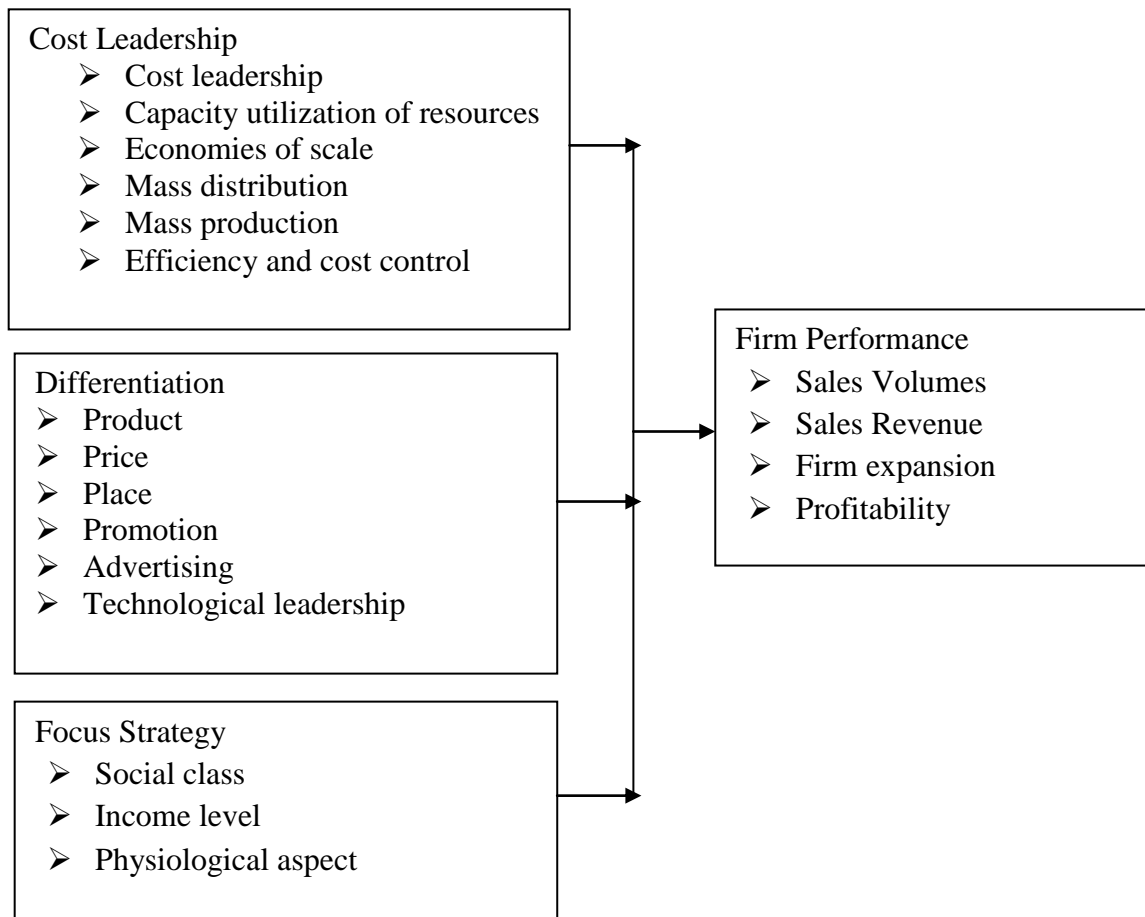 Cost Leadership
➢ Cost leadership
➢ Capacity utilization of resources
➢ Economies of scale
➢ Mass distribution
➢ Mass production
➢ Efficiency and cost control
Differentiation
➢ Product
➢ Price
➢ Place
➢ Promotion
➢ Advertising
➢ Technological leadership
Focus Strategy
➢ Social class
➢ Income level
➢ Physiological aspect
Firm Performance
➢ Sales Volumes
➢ Sales Revenue
➢ Firm expansion
➢ Profitability